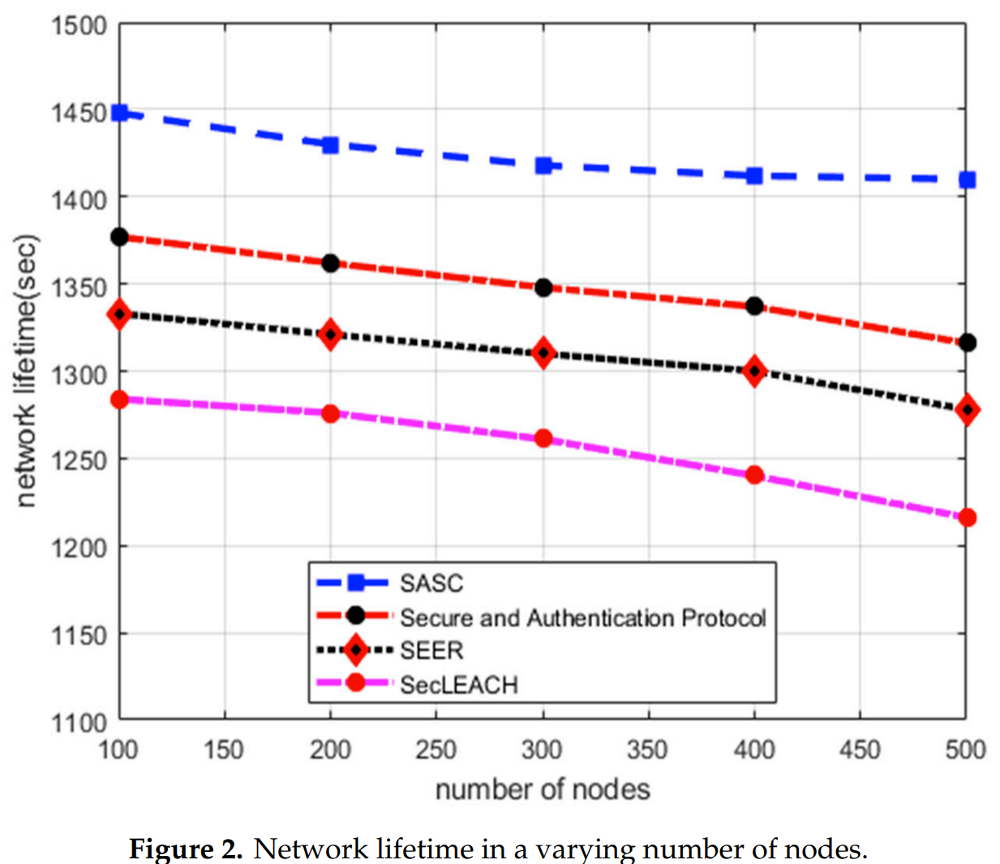 1500
1450
1400
1350
1300
1250
1200
1150
1100
network lifetime(sec)
SASC
Secure and Authentication Protocol
SEER
SecLEACH
100 150 200 250 300 350 400 450 500
number of nodes
Figure 2. Network lifetime in a varying number of nodes.